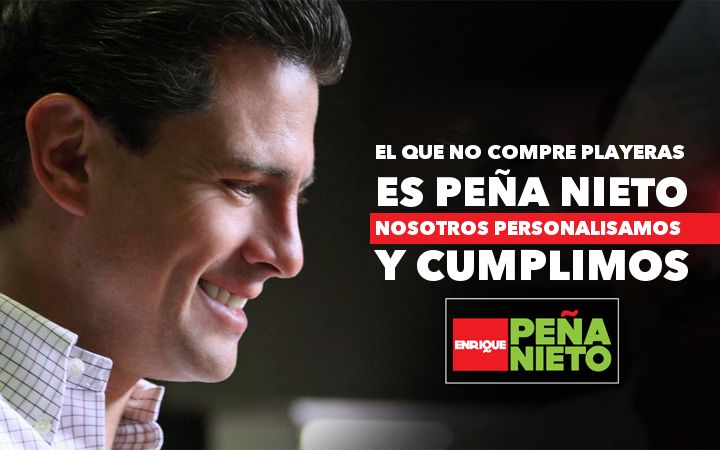 EL QUE NO COMPRE PLAYERAS
ES PEÑA NIETO
NOSOTROS PERSONALISAMOS
Y CUMPLIMOS
ENRIQUE PEÑA
NIETO